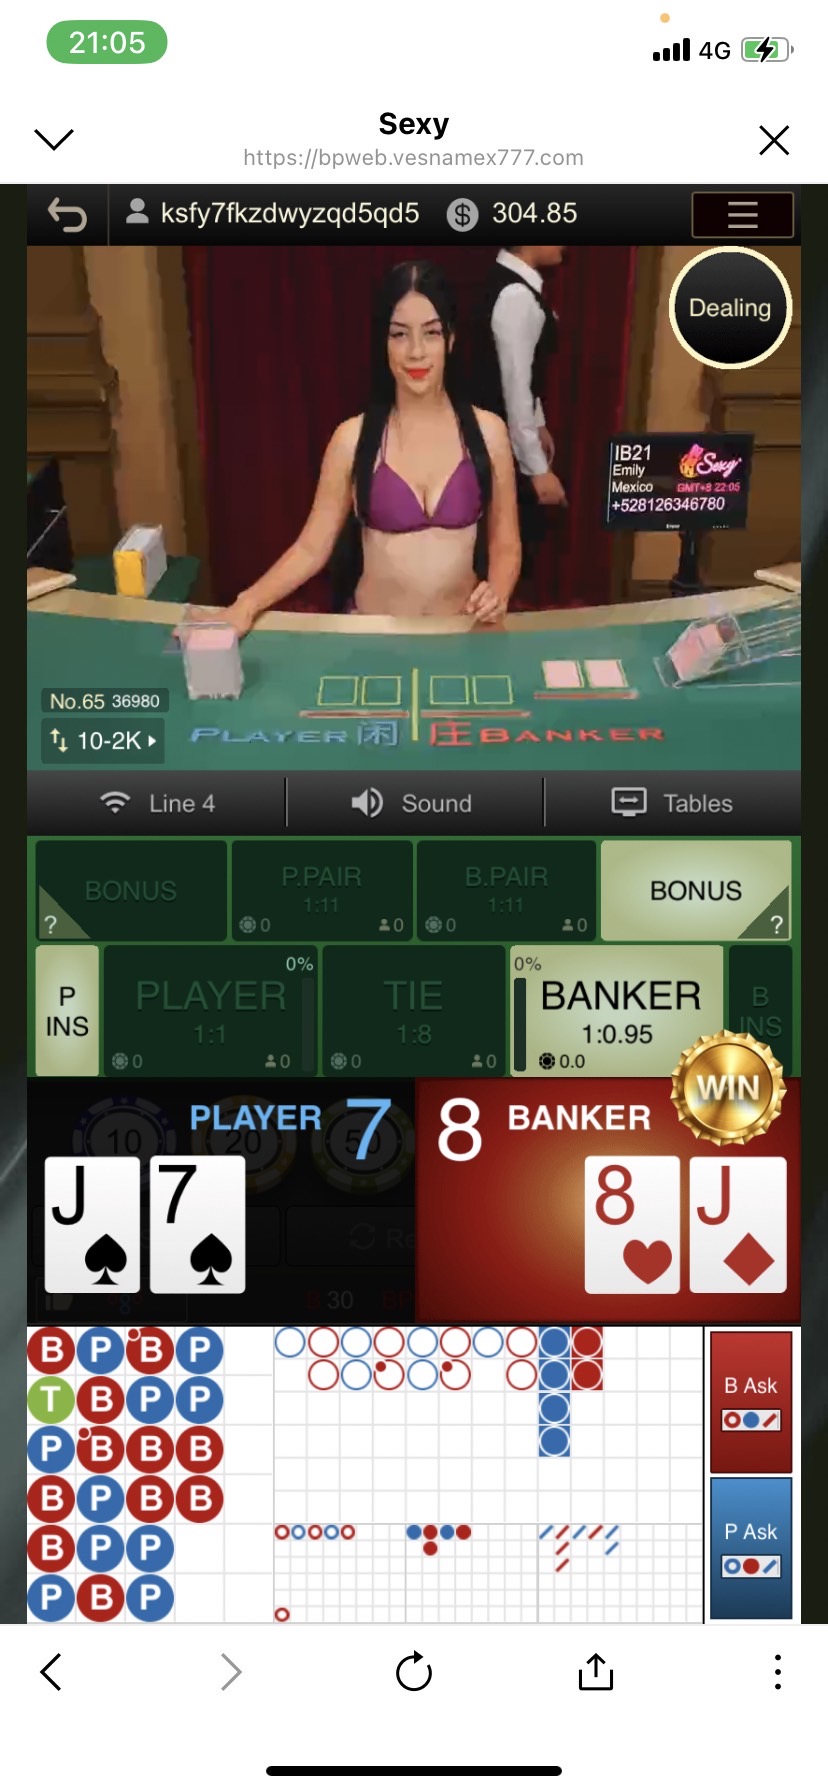 21:05
4G
Sexy
https://bpweb.vesnamex777.com
ksfy7fkzdwyzqd5qd5
$ 304.85
Dealing
IB21
Emily
Mexico
Sexy
GMT+8 22:05
+528126346780
No.65 36980
10-2K
PLAYER 闲
庄 BANKER
Line 4
Sound
Tables
BONUS
?
P.PAIR
1:11
0
0
B.PAIR
1:11
0
0
BONUS
?
P
INS
0%
PLAYER
1:1
0
0
TIE
1:8
0
0
0%
BANKER
1:0.95
0.0
B
INS
WIN
10
20
50
PLAYER 7
8 BANKER
J
7
8
J
Re
B 30
BP
B P B P
T B P P
P B B B
B P B B
B P P
P B P
B Ask
P Ask